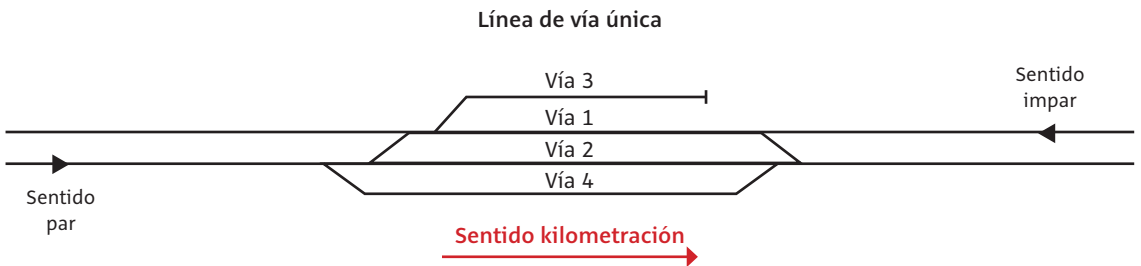 Línea de vía única
Vía 3
Sentido
impar
Vía 1
Vía 2
Vía 4
Sentido
par
Sentido kilometración